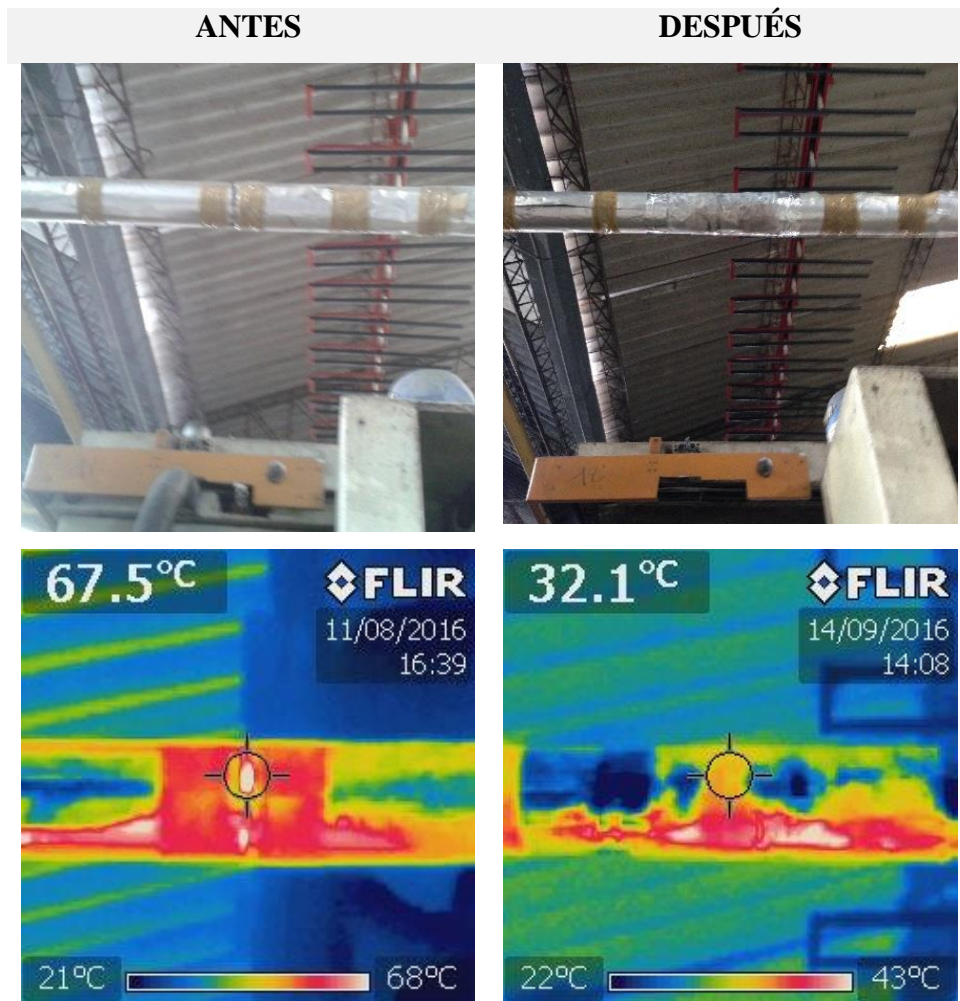 ANTES DESPUÉS
67.5°C FLIR
11/08/2016
16:39
21°C 68°C
32.1°C FLIR
14/09/2016
14:08
22°C 43°C